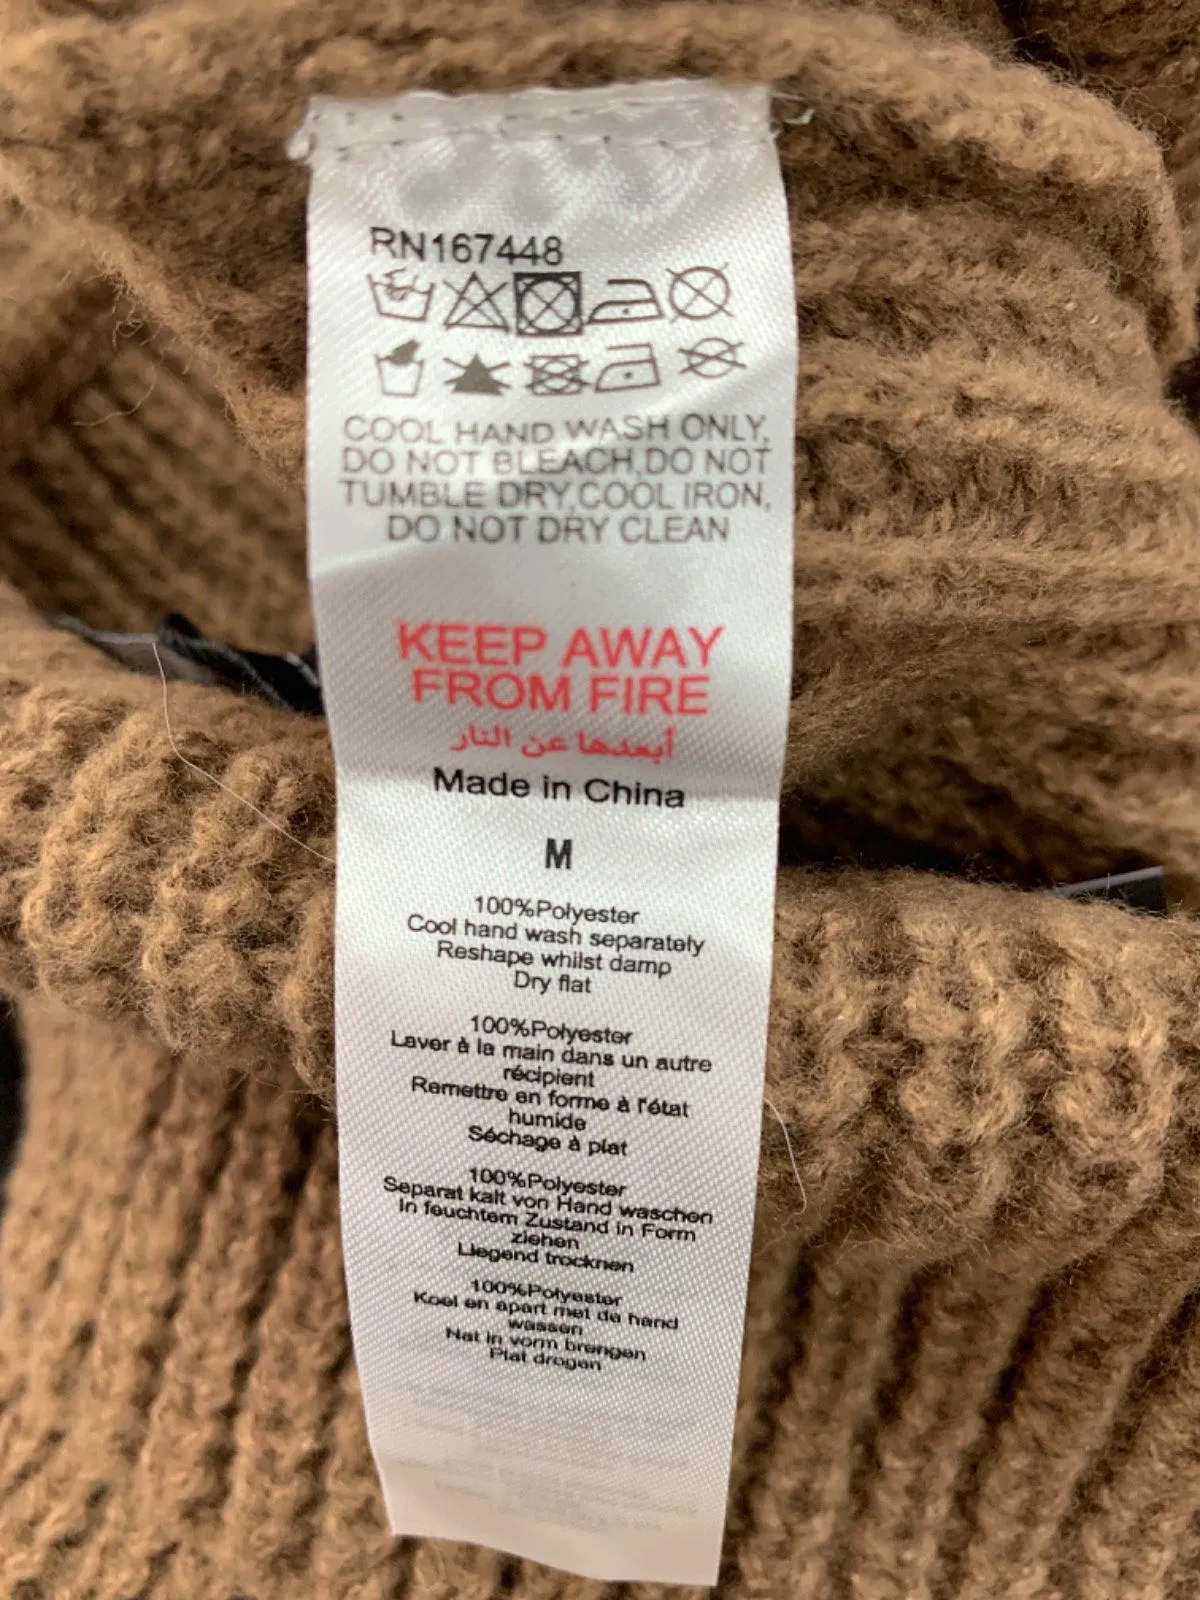 RN167448
COOL HAND WASH ONLY,
DO NOT BLEACH,DO NOT
TUMBLE DRY,COOL IRON,
DO NOT DRY CLEAN
KEEP AWAY
FROM FIRE
أبعدها عن النار
Made in China
M
100%Polyester
Cool hand wash separately
Reshape whilst damp
Dry flat
100%Polyester
Laver à la main dans un autre
récipient
Remettre en forme à l'état
humide
Séchage à plat
100%Polyester
Separat kalt von Hand waschen
In feuchtem Zustand in Form
ziehen
Liegend trocknen
100%Polyester
Koel en apart met de hand
wassen
Nat in vorm brengen
Plat drogen